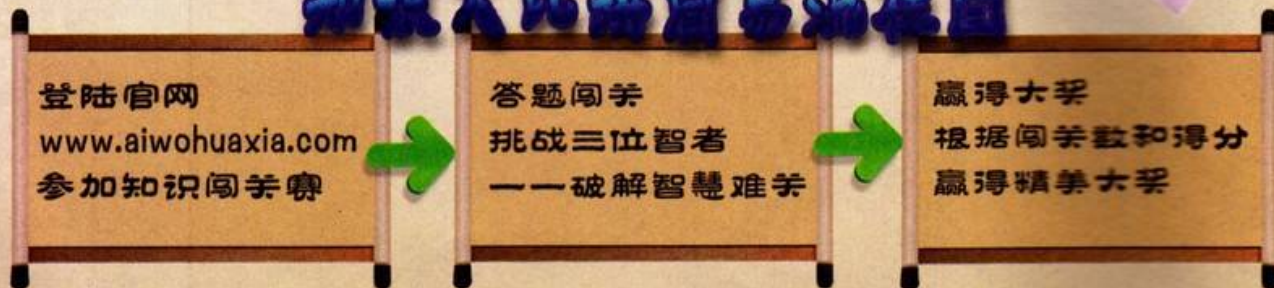 登陆官网
www.aiwohuaxia.com
参加知识闯关赛
答题闯关
挑战三位智者
一一破解智慧难关
赢得大奖
根据闯关数和得分
赢得精美大奖